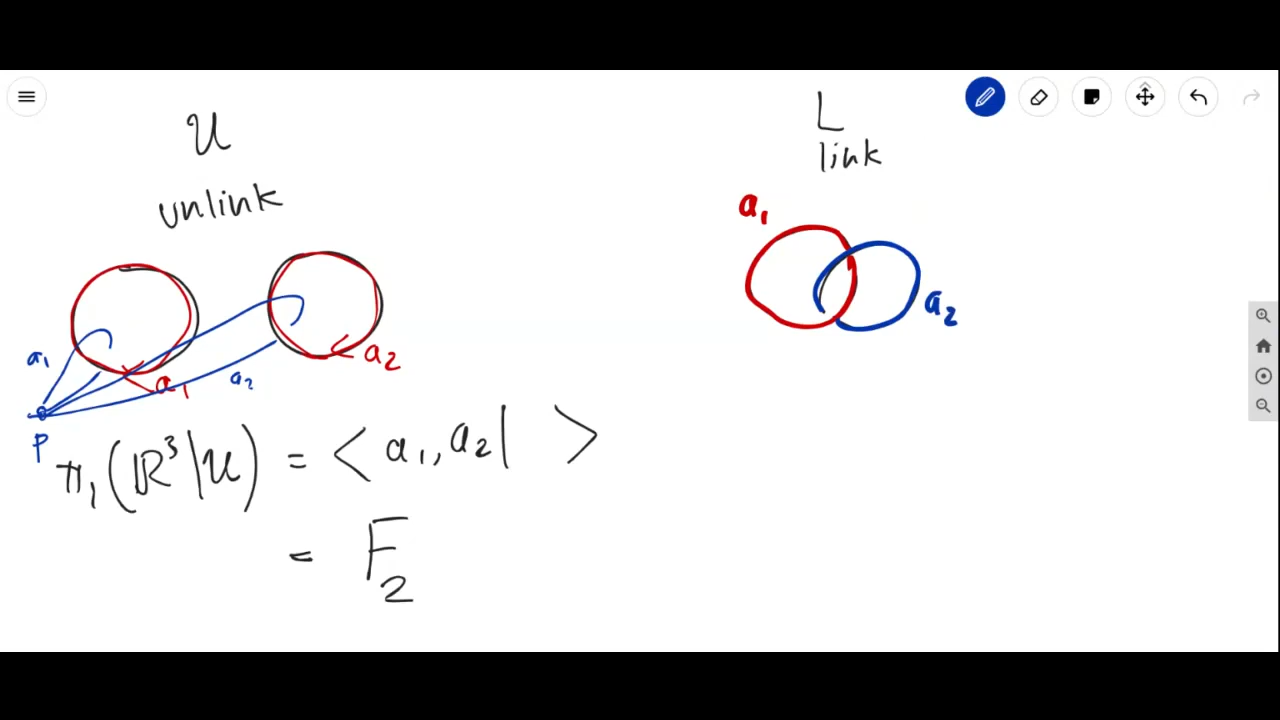 U
unlink
a₁
a₁
a₂
a₂
P
π₁(ℝ³|U) = <a₁, a₂| >
= F₂
L
link
a₁
a₂